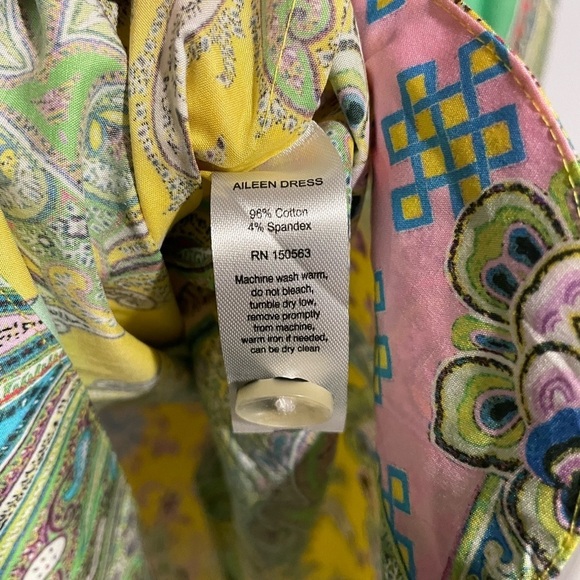 AILEEN DRESS
96% Cotton
4% Spandex
RN 150563
Machine wash warm,
do not bleach,
tumble dry low,
remove promptly
from machine,
warm iron if needed,
can be dry clean